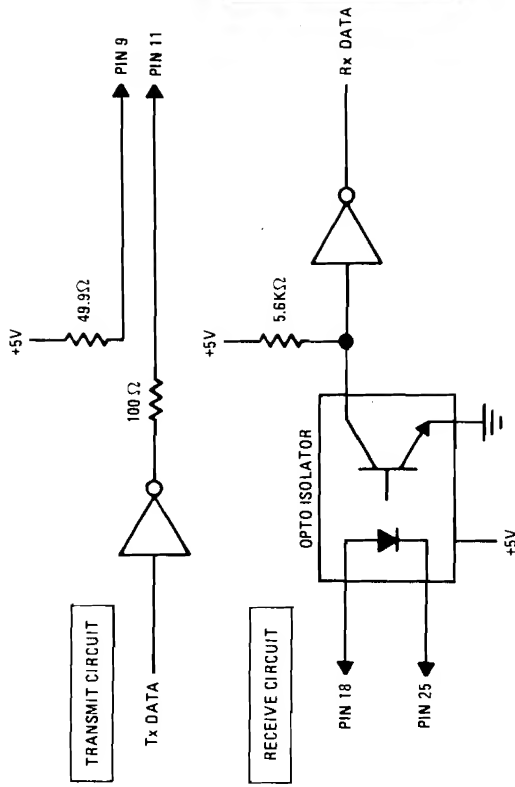 TRANSMIT CIRCUIT
+5V
49.9Ω
PIN 9
100 Ω
PIN 11
Tx DATA
RECEIVE CIRCUIT
+5V
5.6KΩ
OPTO ISOLATOR
Rx DATA
PIN 18
PIN 25
+5V